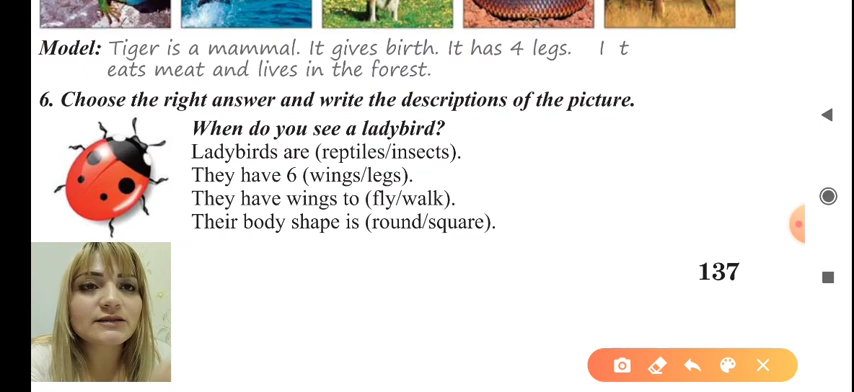 Model: Tiger is a mammal. It gives birth. It has 4 legs. I t
eats meat and lives in the forest.
6. Choose the right answer and write the descriptions of the picture.
When do you see a ladybird?
Ladybirds are (reptiles/insects).
They have 6 (wings/legs).
They have wings to (fly/walk).
Their body shape is (round/square).
137